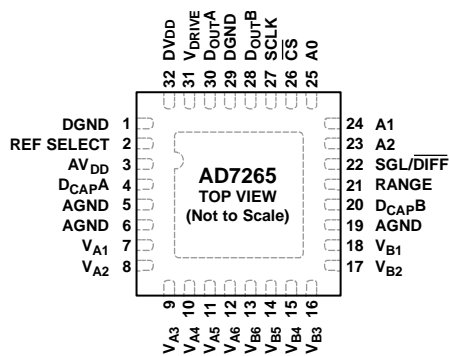 DVDD
VDRIVE
DOUTA
DGND
DOUTB
SCLK
C̅S̅
A0
32 31 30 29 28 27 26 25
DGND 1
REF SELECT 2
AVDD 3
DCAPA 4
AGND 5
AGND 6
VA1 7
VA2 8
AD7265
TOP VIEW
(Not to Scale)
24 A1
23 A2
22 SGL/D̅I̅F̅F̅
21 RANGE
20 DCAPB
19 AGND
18 VB1
17 VB2
9 10 11 12 13 14 15 16
VA3
VA4
VA5
VA6
VB6
VB5
VB4
VB3